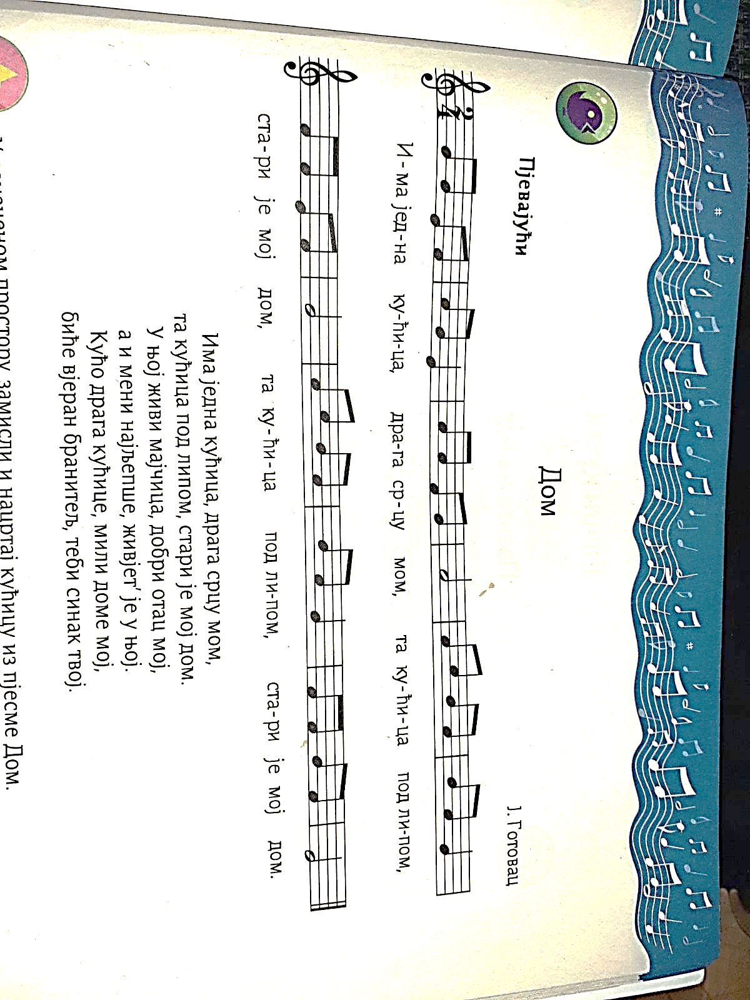 Дом
Пјевајући
Ј. Готовац
2
4
И-ма јед-на ку-ћи-ца, дра-га ср-цу мом, та ку-ћи-ца под ли-пом,
ста-ри је мој дом, та ку-ћи-ца под ли-пом, ста-ри је мој дом.
Има једна кућица, драга срцу мом,
та кућица под липом, стари је мој дом.
У њој живи мајчица, добри отац мој,
а и мени најљепше, живјет' је у њој.
Кућо драга кућице, мили доме мој,
биће вјеран бранитељ, теби синак твој.
простору замисли и нацртај кућицу из пјесме Дом.